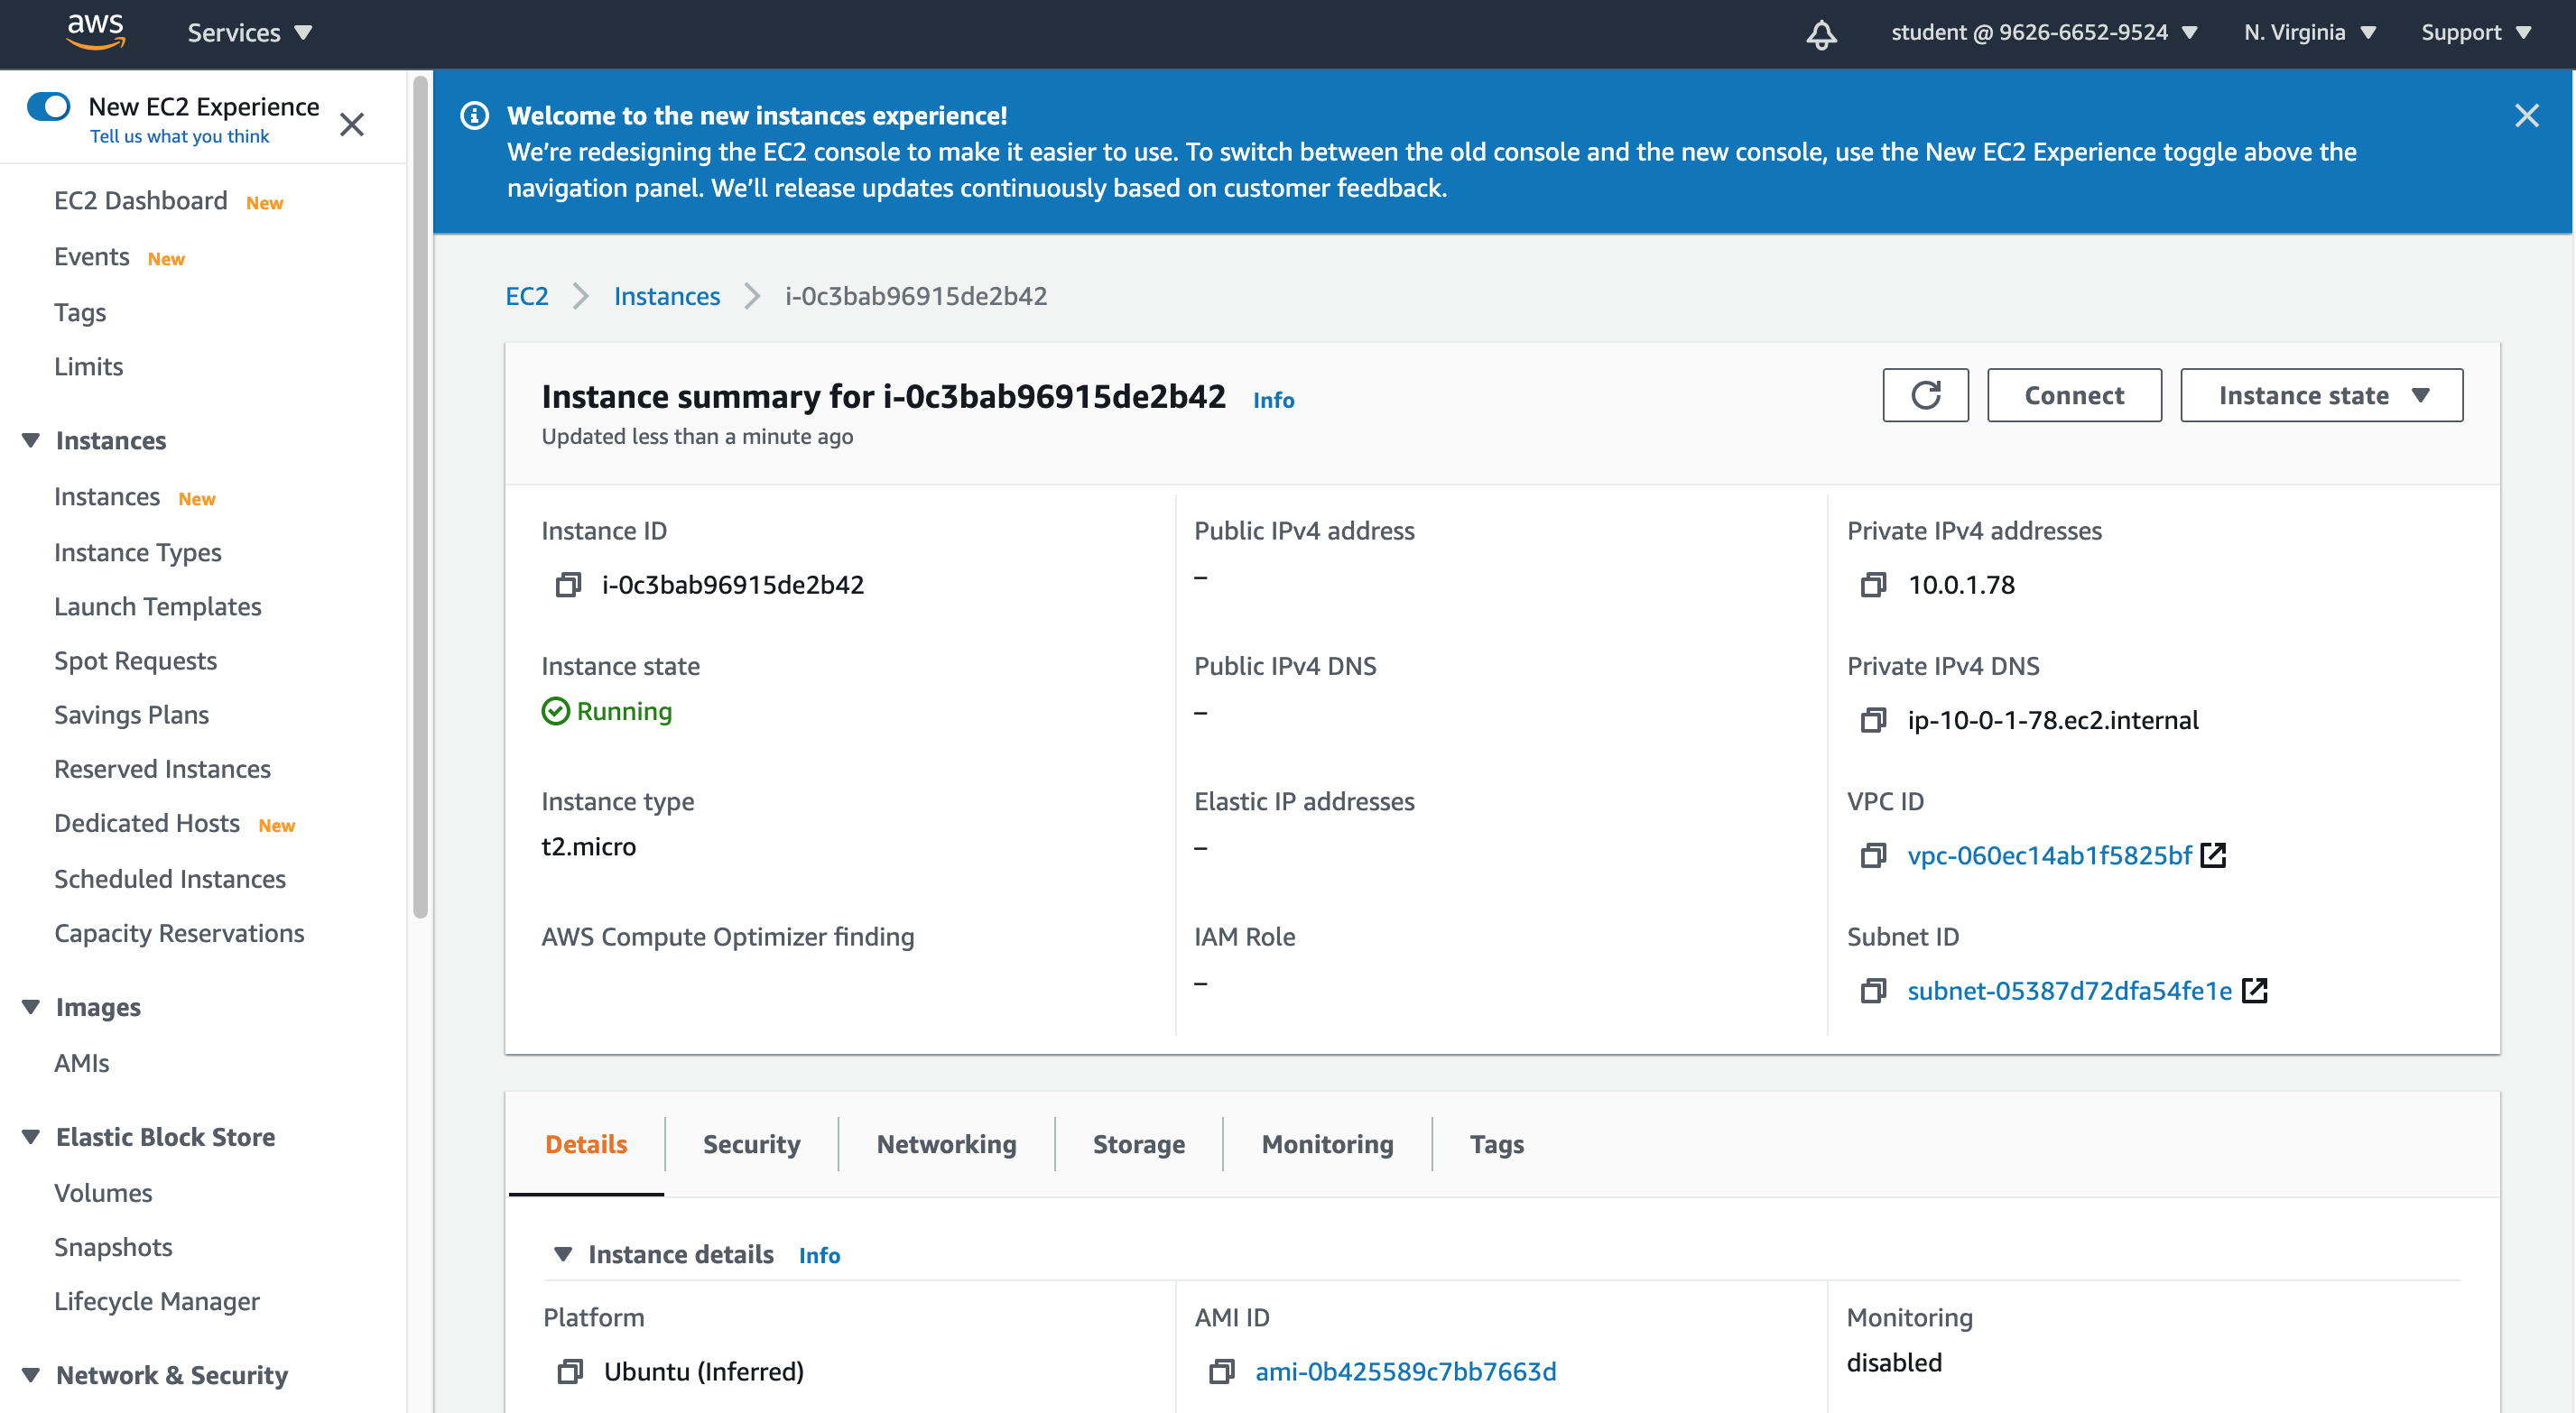 aws Services student @ 9626-6652-9524 N. Virginia Support
New EC2 Experience
Tell us what you think
EC2 Dashboard New
Events New
Tags
Limits
Instances
Instances New
Instance Types
Launch Templates
Spot Requests
Savings Plans
Reserved Instances
Dedicated Hosts New
Scheduled Instances
Capacity Reservations
Images
AMIs
Elastic Block Store
Volumes
Snapshots
Lifecycle Manager
Network & Security
Welcome to the new instances experience!
We’re redesigning the EC2 console to make it easier to use. To switch between the old console and the new console, use the New EC2 Experience toggle above the
navigation panel. We’ll release updates continuously based on customer feedback.
EC2 Instances i-0c3bab96915de2b42
Instance summary for i-0c3bab96915de2b42 Info
Updated less than a minute ago
Connect
Instance state
Instance ID
i-0c3bab96915de2b42
Public IPv4 address
–
Private IPv4 addresses
10.0.1.78
Instance state
Running
Public IPv4 DNS
–
Private IPv4 DNS
ip-10-0-1-78.ec2.internal
Instance type
t2.micro
Elastic IP addresses
–
VPC ID
vpc-060ec14ab1f5825bf
AWS Compute Optimizer finding
IAM Role
–
Subnet ID
subnet-05387d72dfa54fe1e
Details Security Networking Storage Monitoring Tags
Instance details Info
Platform
Ubuntu (Inferred)
AMI ID
ami-0b425589c7bb7663d
Monitoring
disabled